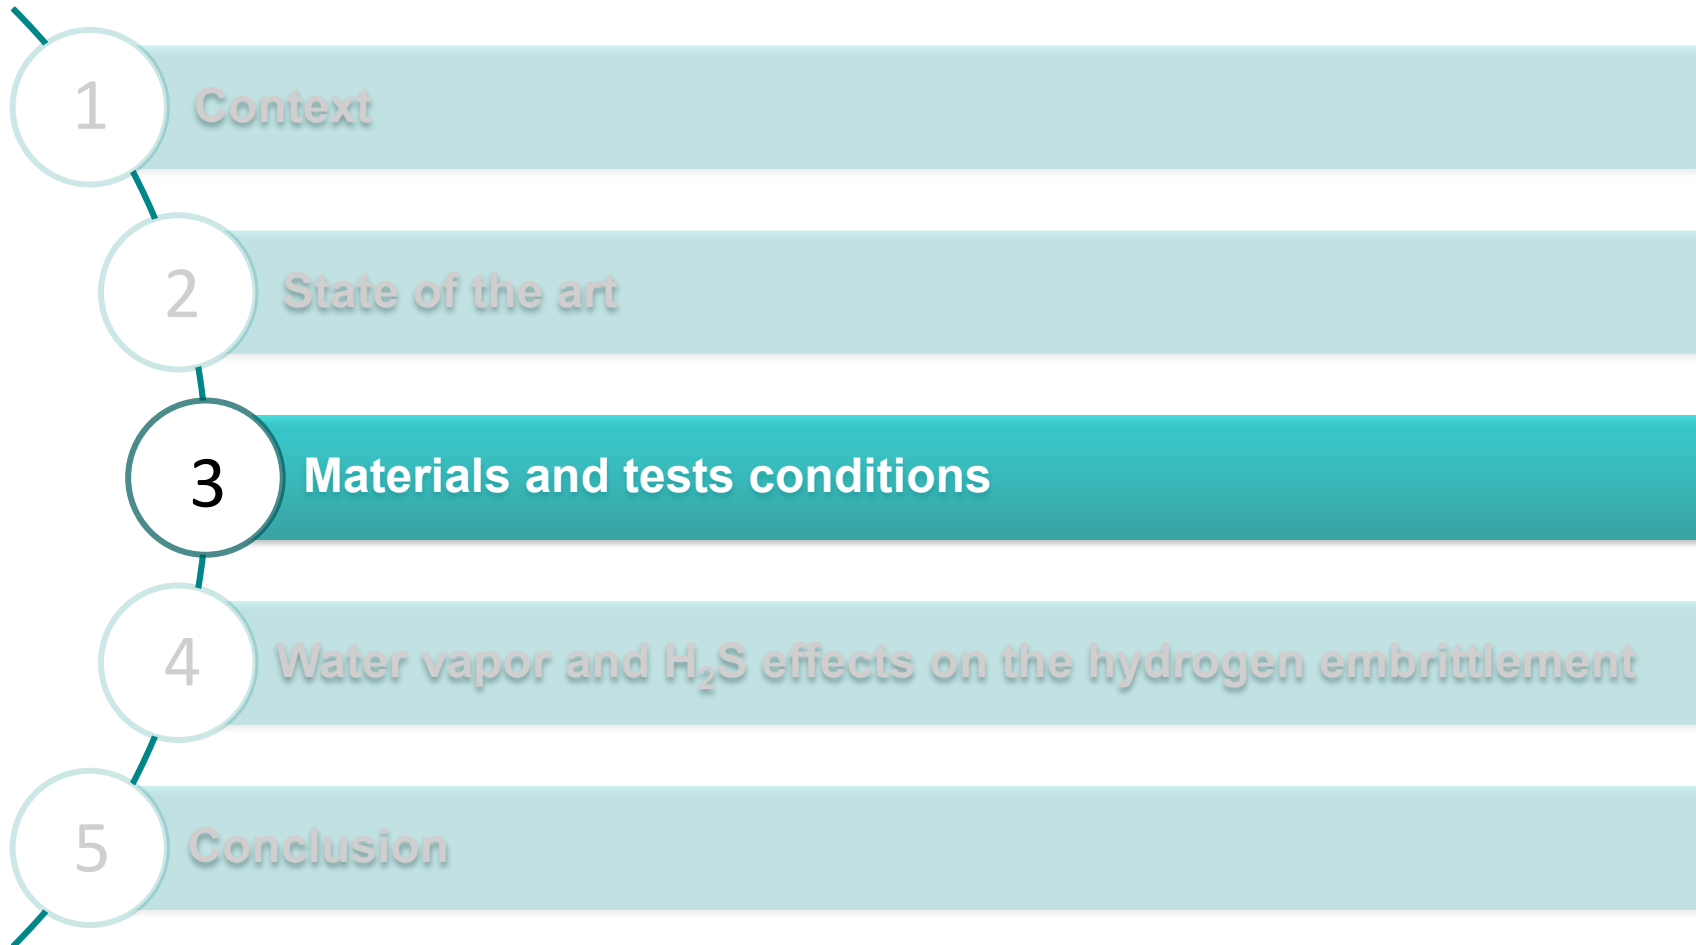 1 Context
2 State of the art
3 Materials and tests conditions
4 Water vapor and H₂S effects on the hydrogen embrittlement
5 Conclusion